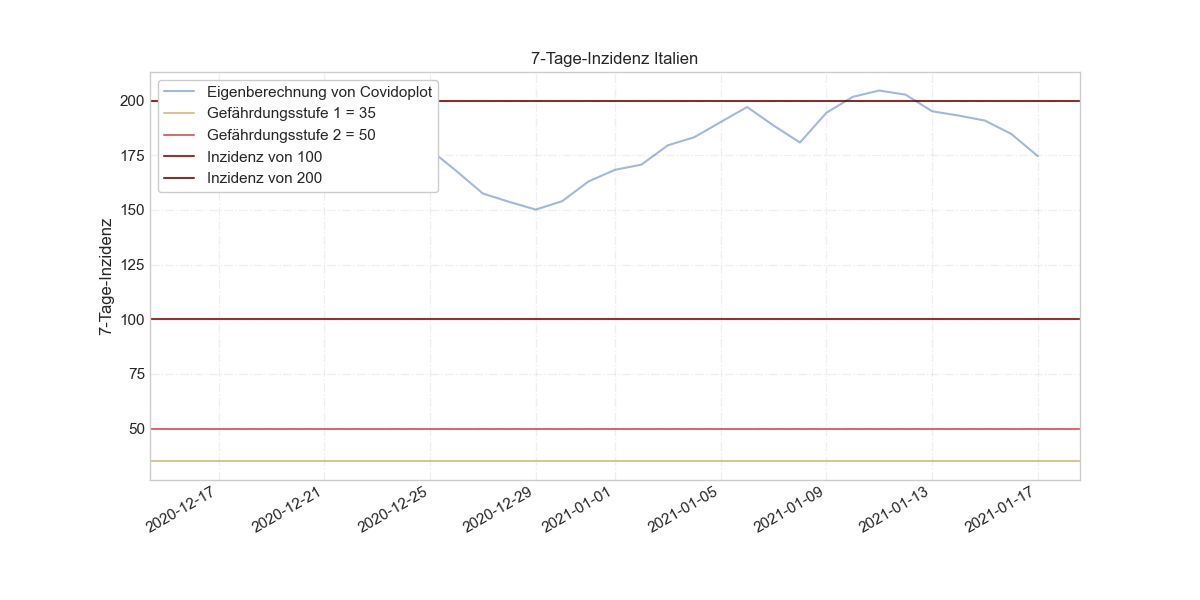 7-Tage-Inzidenz Italien
Eigenberechnung von Covidoplot
Gefährdungsstufe 1 = 35
Gefährdungsstufe 2 = 50
Inzidenz von 100
Inzidenz von 200
7-Tage-Inzidenz
200
175
150
125
100
75
50
2020-12-17
2020-12-21
2020-12-25
2020-12-29
2021-01-01
2021-01-05
2021-01-09
2021-01-13
2021-01-17